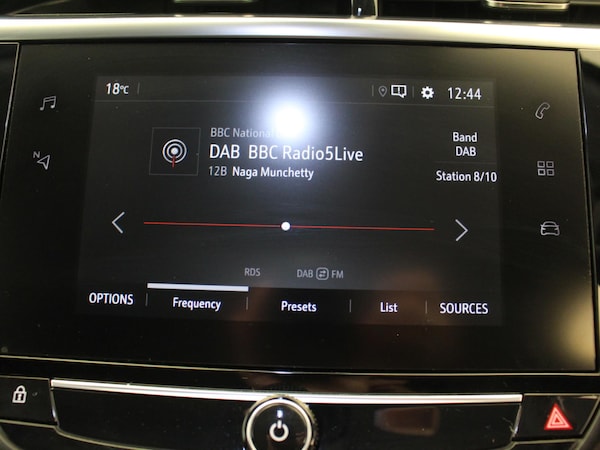 18°C
12:44
BBC National
DAB BBC Radio5Live
12B Naga Munchetty
Band
DAB
Station 8/10
N
RDS
DAB FM
OPTIONS
Frequency
Presets
List
SOURCES